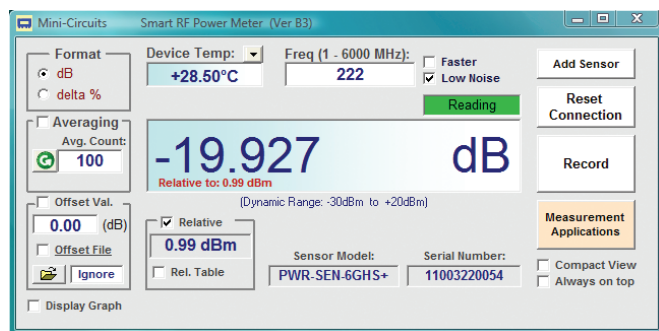 Mini-Circuits Smart RF Power Meter (Ver B3)
Format
dB
delta %
Device Temp:
+28.50°C
Freq (1 - 6000 MHz):
222
Faster
Low Noise
Reading
Averaging
Avg. Count:
100
-19.927 dB
Relative to: 0.99 dBm
(Dynamic Range: -30dBm to +20dBm)
Offset Val.
0.00 (dB)
Offset File
Ignore
Relative
0.99 dBm
Rel. Table
Sensor Model:
PWR-SEN-6GHS+
Serial Number:
11003220054
Display Graph
Add Sensor
Reset
Connection
Record
Measurement
Applications
Compact View
Always on top